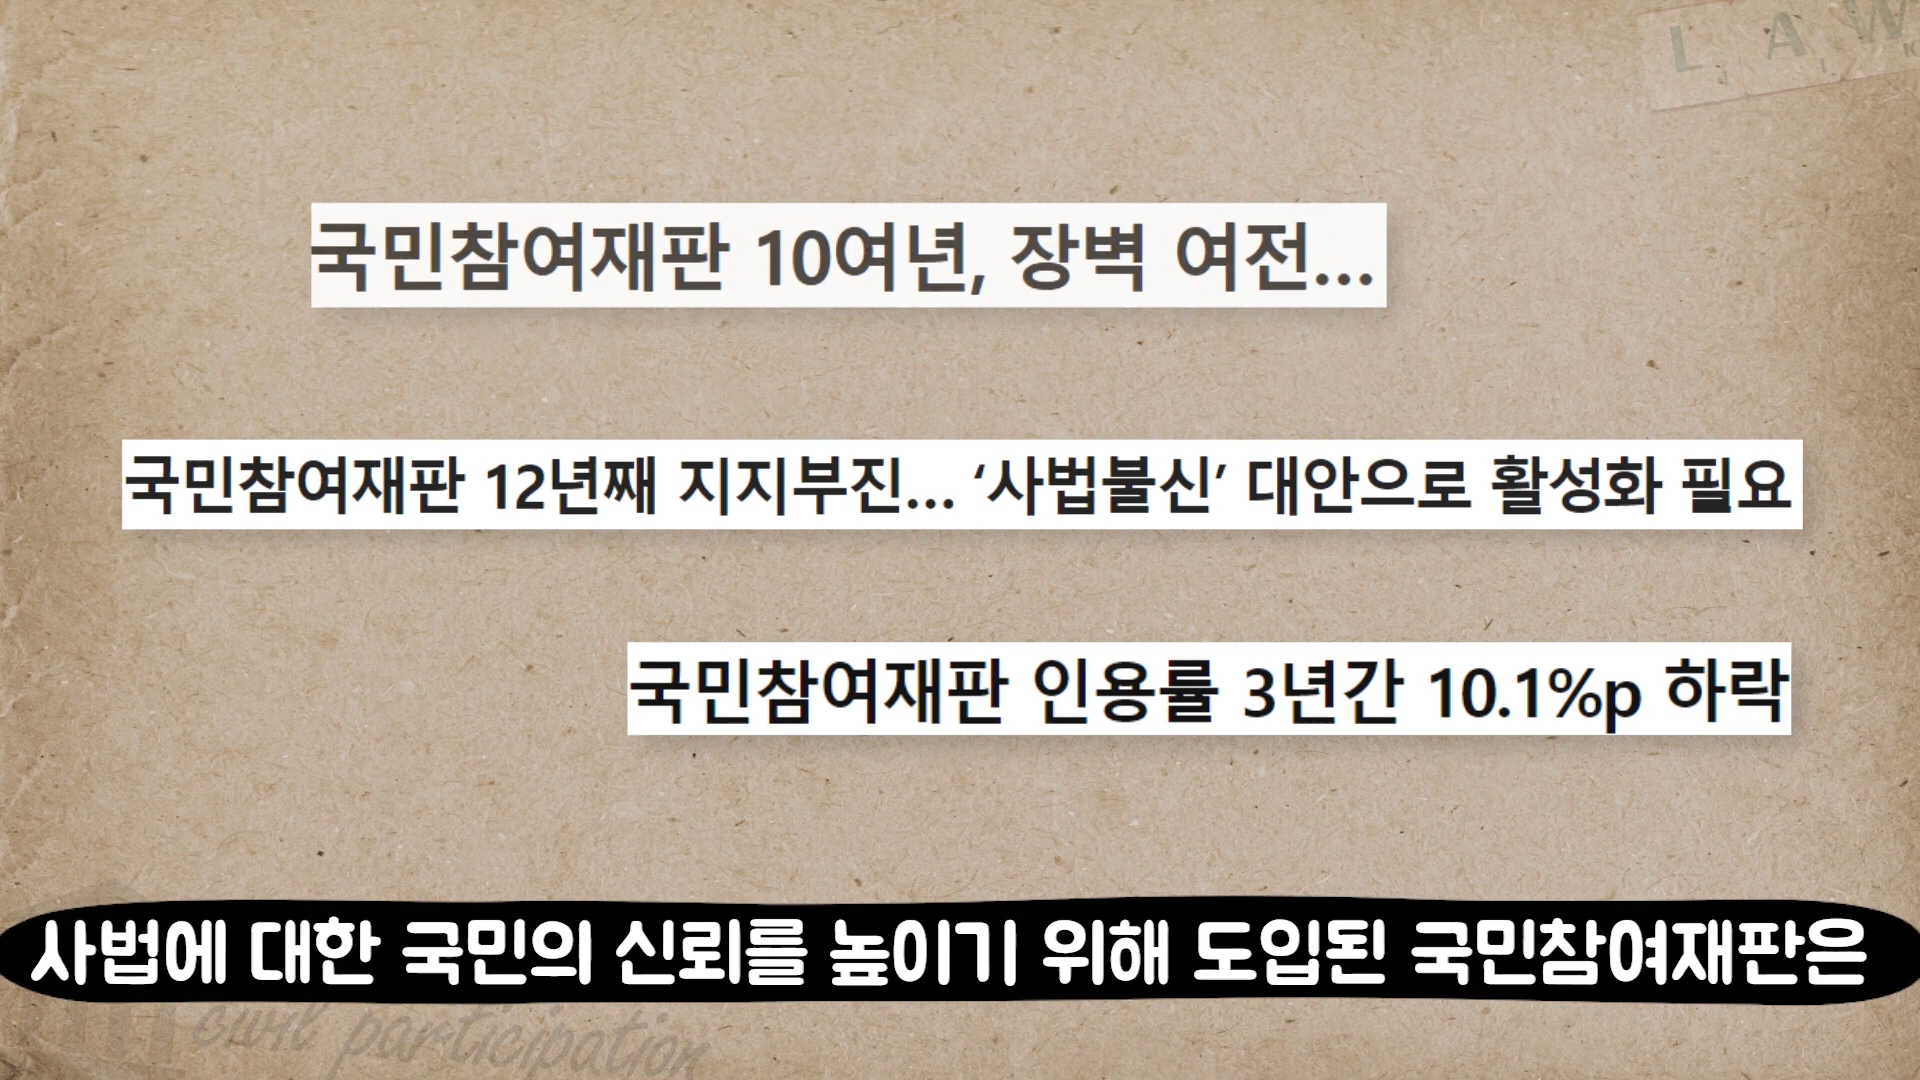 LAW
국민참여재판 10여년, 장벽 여전...
국민참여재판 12년째 지지부진... ‘사법불신’ 대안으로 활성화 필요
국민참여재판 인용률 3년간 10.1%p 하락
사법에 대한 국민의 신뢰를 높이기 위해 도입된 국민참여재판은
civil participation